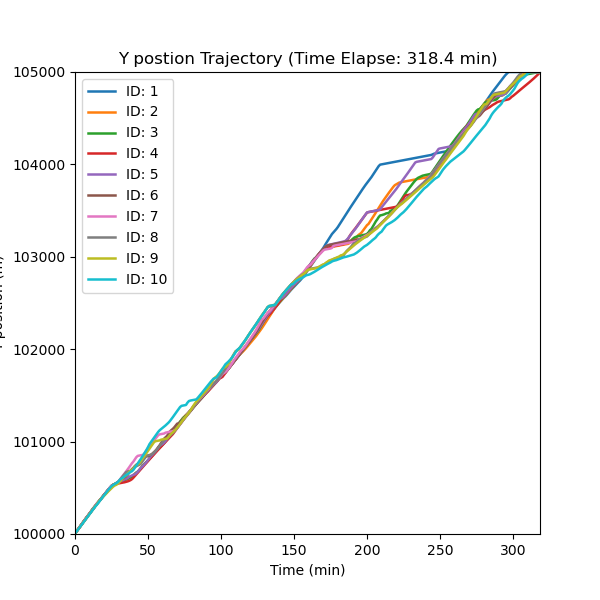 Y postion Trajectory (Time Elapse: 318.4 min)
105000
104000
103000
102000
101000
100000
ID: 1
ID: 2
ID: 3
ID: 4
ID: 5
ID: 6
ID: 7
ID: 8
ID: 9
ID: 10
0 50 100 150 200 250 300
Time (min)